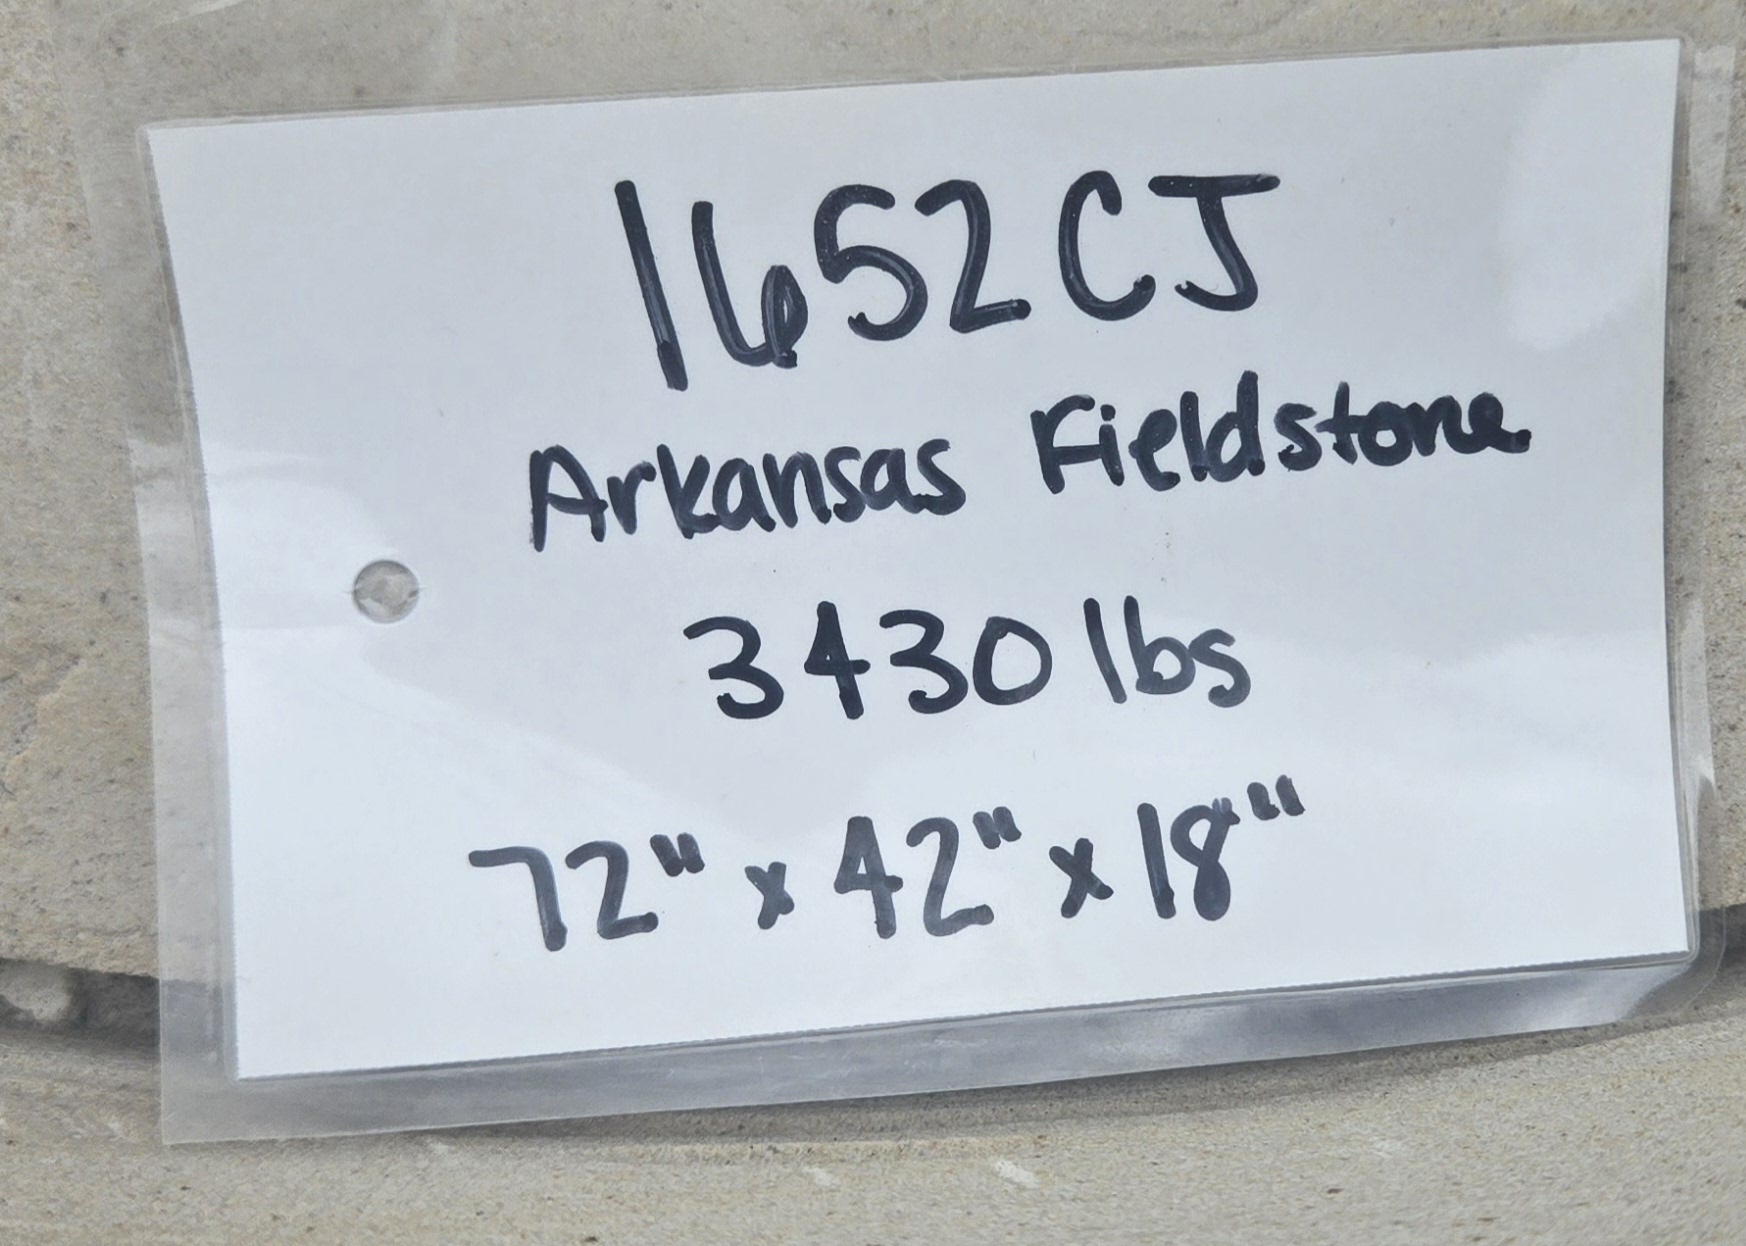 1652CJ
Arkansas Fieldstone
3430 lbs
72" x 42" x 18"